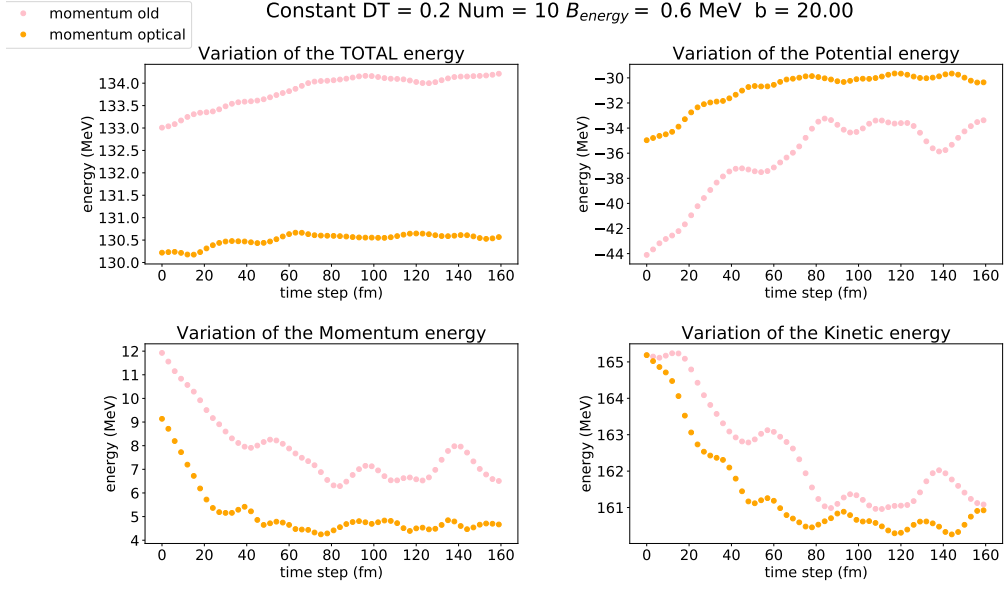 Constant DT = 0.2 Num = 10 B_energy = 0.6 MeV b = 20.00
momentum old
momentum optical
Variation of the TOTAL energy
energy (MeV)
134.0
133.5
133.0
132.5
132.0
131.5
131.0
130.5
130.0
0 20 40 60 80 100 120 140 160
time step (fm)
Variation of the Potential energy
energy (MeV)
−30
−32
−34
−36
−38
−40
−42
−44
0 20 40 60 80 100 120 140 160
time step (fm)
Variation of the Momentum energy
energy (MeV)
12
11
10
9
8
7
6
5
4
0 20 40 60 80 100 120 140 160
time step (fm)
Variation of the Kinetic energy
energy (MeV)
165
164
163
162
161
0 20 40 60 80 100 120 140 160
time step (fm)